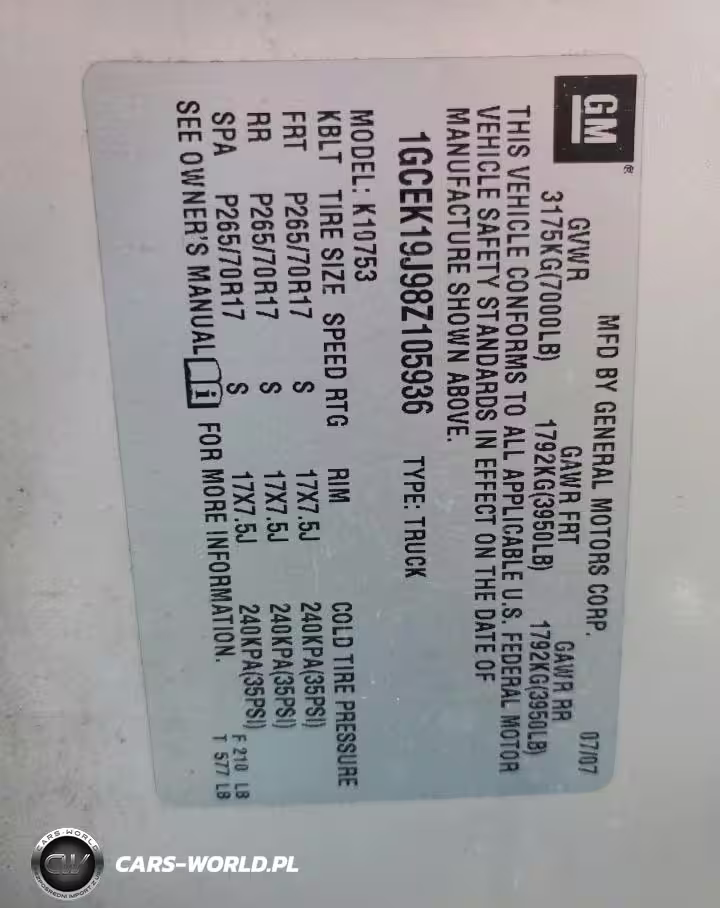 GM®
MFD BY GENERAL MOTORS CORP. 07/07
GVWR GAWR FRT GAWR RR
3175KG(7000LB) 1792KG(3950LB) 1792KG(3950LB)
THIS VEHICLE CONFORMS TO ALL APPLICABLE U.S. FEDERAL MOTOR
VEHICLE SAFETY STANDARDS IN EFFECT ON THE DATE OF
MANUFACTURE SHOWN ABOVE.
1GCEK19J98Z105936 TYPE: TRUCK
MODEL: K10753
KBLT TIRE SIZE SPEED RTG RIM COLD TIRE PRESSURE
FRT P265/70R17 S 17X7.5J 240KPA(35PSI)
RR P265/70R17 S 17X7.5J 240KPA(35PSI)
SPA P265/70R17 S 17X7.5J 240KPA(35PSI)
SEE OWNER'S MANUAL i FOR MORE INFORMATION.
F 210 LB
T 577 LB
CARS-WORLD
CW
CARS-WORLD.PL